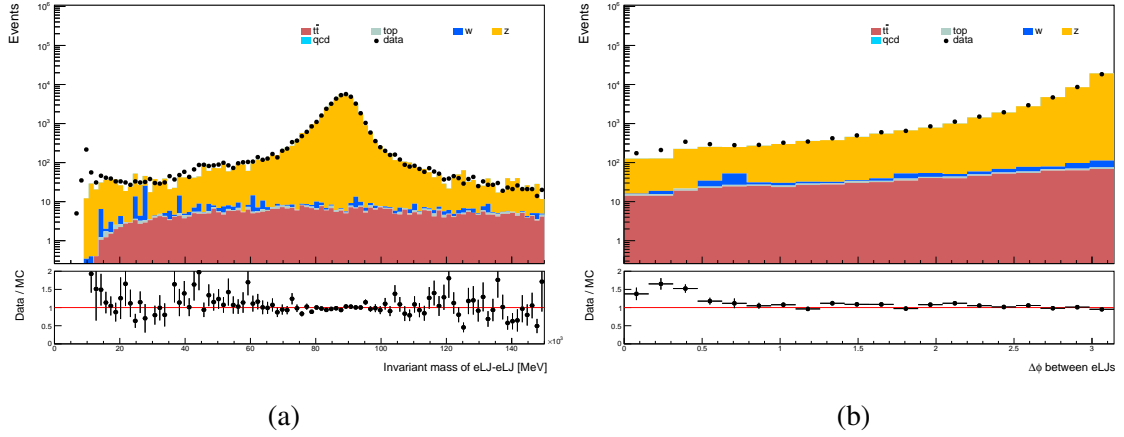 Events
tt̄ top w z
qcd data
10⁶
10⁵
10⁴
10³
10²
10
1
Data / MC
2
1.5
1
0.5
0
0 20 40 60 80 100 120 140
×10³
Invariant mass of eLJ-eLJ [MeV]
(a)
Events
tt̄ top w z
qcd data
10⁶
10⁵
10⁴
10³
10²
10
1
Data / MC
2
1.5
1
0.5
0
0 0.5 1 1.5 2 2.5 3
Δϕ between eLJs
(b)